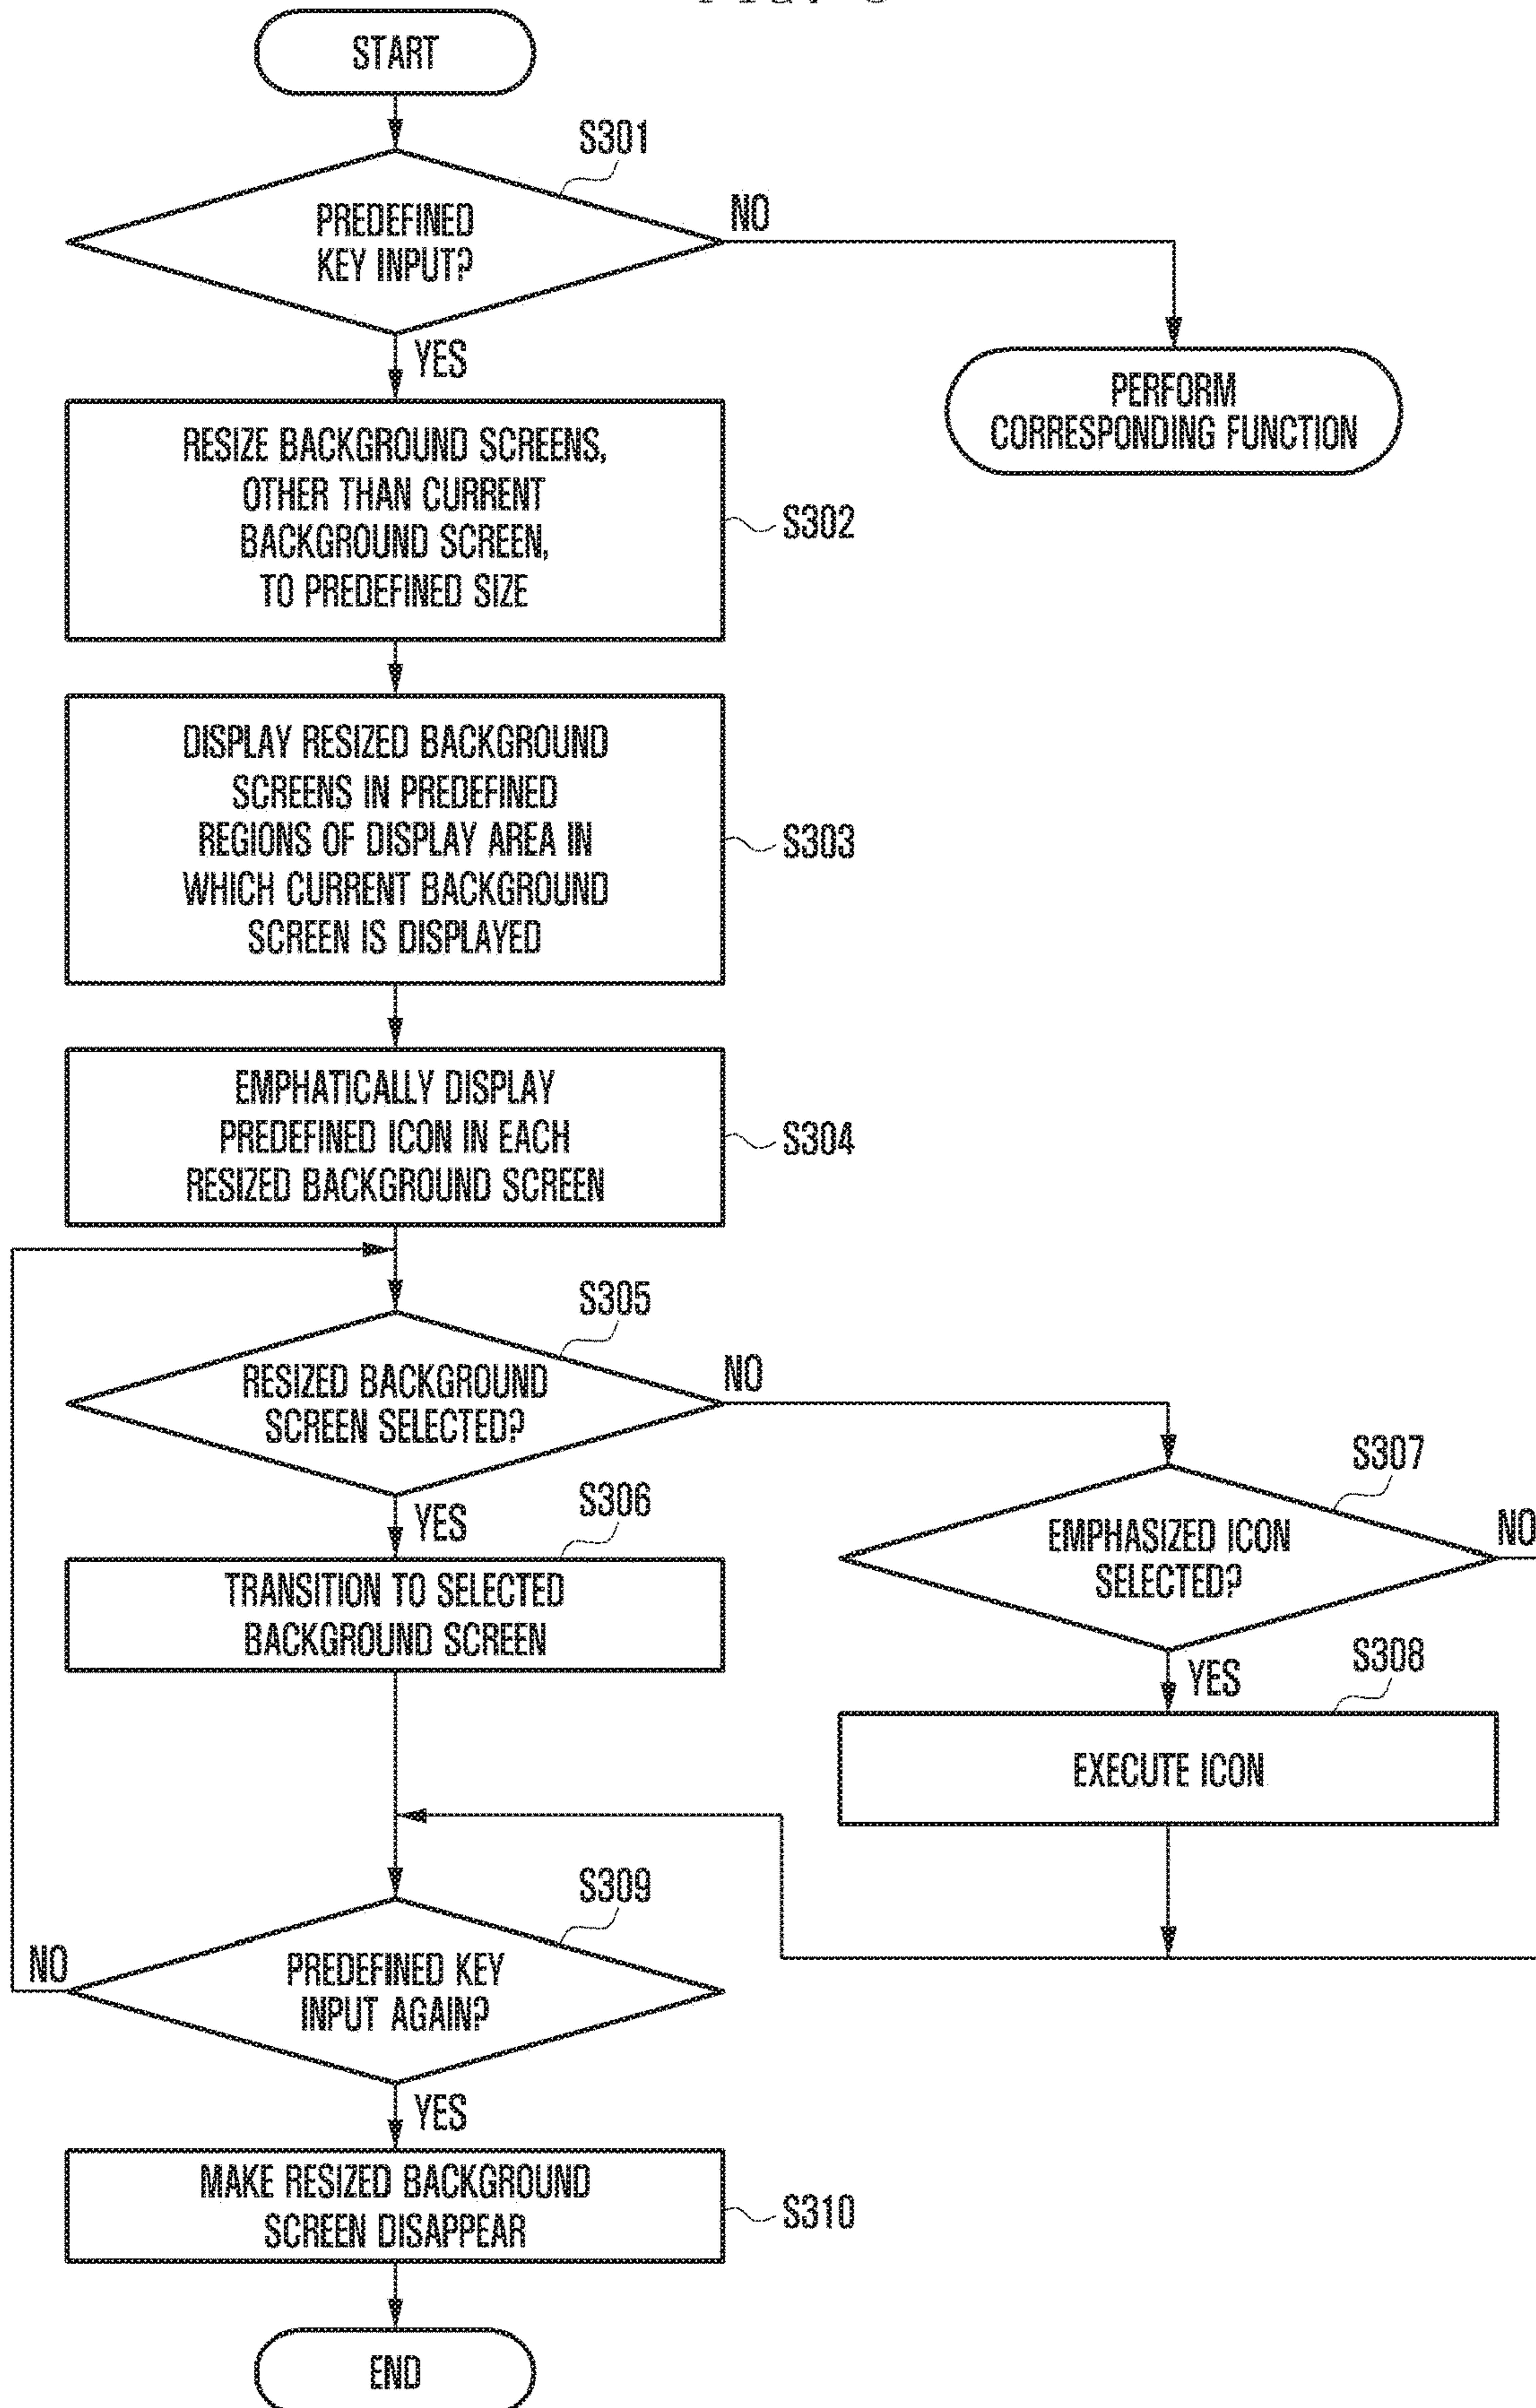 START
S301
PREDEFINED
KEY INPUT?
NO
YES
PERFORM
CORRESPONDING FUNCTION
RESIZE BACKGROUND SCREENS,
OTHER THAN CURRENT
BACKGROUND SCREEN,
TO PREDEFINED SIZE
S302
DISPLAY RESIZED BACKGROUND
SCREENS IN PREDEFINED
REGIONS OF DISPLAY AREA IN
WHICH CURRENT BACKGROUND
SCREEN IS DISPLAYED
S303
EMPHATICALLY DISPLAY
PREDEFINED ICON IN EACH
RESIZED BACKGROUND SCREEN
S304
S305
RESIZED BACKGROUND
SCREEN SELECTED?
NO
YES
S306
TRANSITION TO SELECTED
BACKGROUND SCREEN
S307
EMPHASIZED ICON
SELECTED?
NO
YES
S308
EXECUTE ICON
S309
PREDEFINED KEY
INPUT AGAIN?
NO
YES
MAKE RESIZED BACKGROUND
SCREEN DISAPPEAR
S310
END